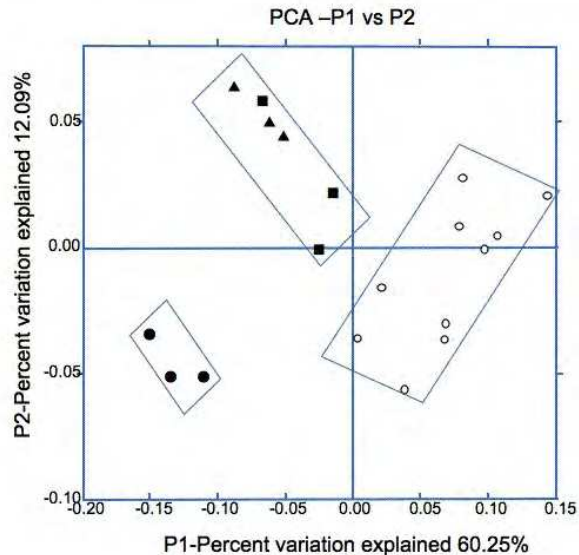 PCA –P1 vs P2
P2-Percent variation explained 12.09%
0.05
0.00
-0.05
-0.10
-0.20 -0.15 -0.10 -0.05 0.00 0.05 0.10 0.15
P1-Percent variation explained 60.25%